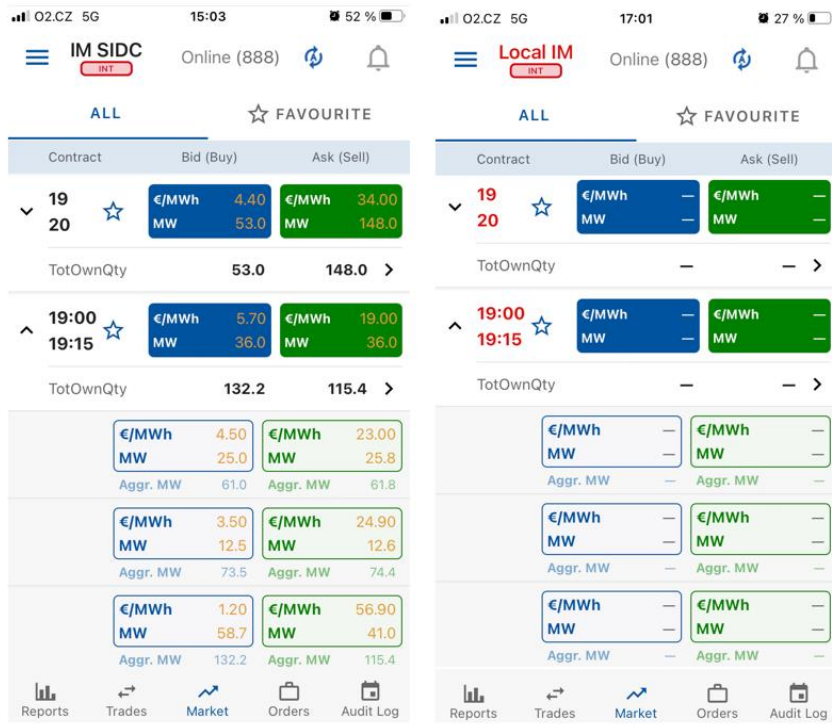 O2.CZ 5G 15:03 52 %
IM SIDC
INT
Online (888)
ALL FAVOURITE
Contract Bid (Buy) Ask (Sell)
19 €/MWh 4.40 €/MWh 34.00
20 MW 53.0 MW 148.0
TotOwnQty 53.0 148.0
19:00 €/MWh 5.70 €/MWh 19.00
19:15 MW 36.0 MW 36.0
TotOwnQty 132.2 115.4
€/MWh 4.50 €/MWh 23.00
MW 25.0 MW 25.8
Aggr. MW 61.0 Aggr. MW 61.8
€/MWh 3.50 €/MWh 24.90
MW 12.5 MW 12.6
Aggr. MW 73.5 Aggr. MW 74.4
€/MWh 1.20 €/MWh 56.90
MW 58.7 MW 41.0
Aggr. MW 132.2 Aggr. MW 115.4
Reports Trades Market Orders Audit Log
O2.CZ 5G 17:01 27 %
Local IM
INT
Online (888)
ALL FAVOURITE
Contract Bid (Buy) Ask (Sell)
19 €/MWh — €/MWh —
20 MW — MW —
TotOwnQty — —
19:00 €/MWh — €/MWh —
19:15 MW — MW —
TotOwnQty — —
€/MWh — €/MWh —
MW — MW —
Aggr. MW — Aggr. MW —
€/MWh — €/MWh —
MW — MW —
Aggr. MW — Aggr. MW —
€/MWh — €/MWh —
MW — MW —
Aggr. MW — Aggr. MW —
Reports Trades Market Orders Audit Log